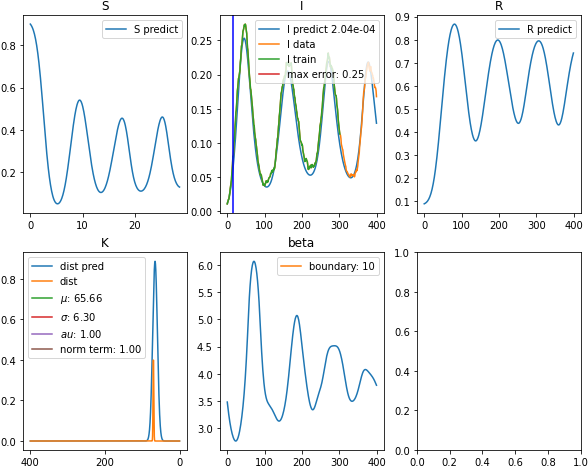 S
I
R
S predict
I predict 2.04e-04
I data
I train
max error: 0.25
R predict
0.8
0.6
0.4
0.2
0.25
0.20
0.15
0.10
0.05
0.00
0.9
0.8
0.7
0.6
0.5
0.4
0.3
0.2
0.1
0 10 20
0 100 200 300 400
0 100 200 300 400
K
beta
dist pred
dist
μ: 65.66
σ: 6.30
au: 1.00
norm term: 1.00
boundary: 10
0.8
0.6
0.4
0.2
0.0
6.0
5.5
5.0
4.5
4.0
3.5
3.0
1.0
0.8
0.6
0.4
0.2
0.0
400 200 0
0 100 200 300 400
0.0 0.2 0.4 0.6 0.8 1.0